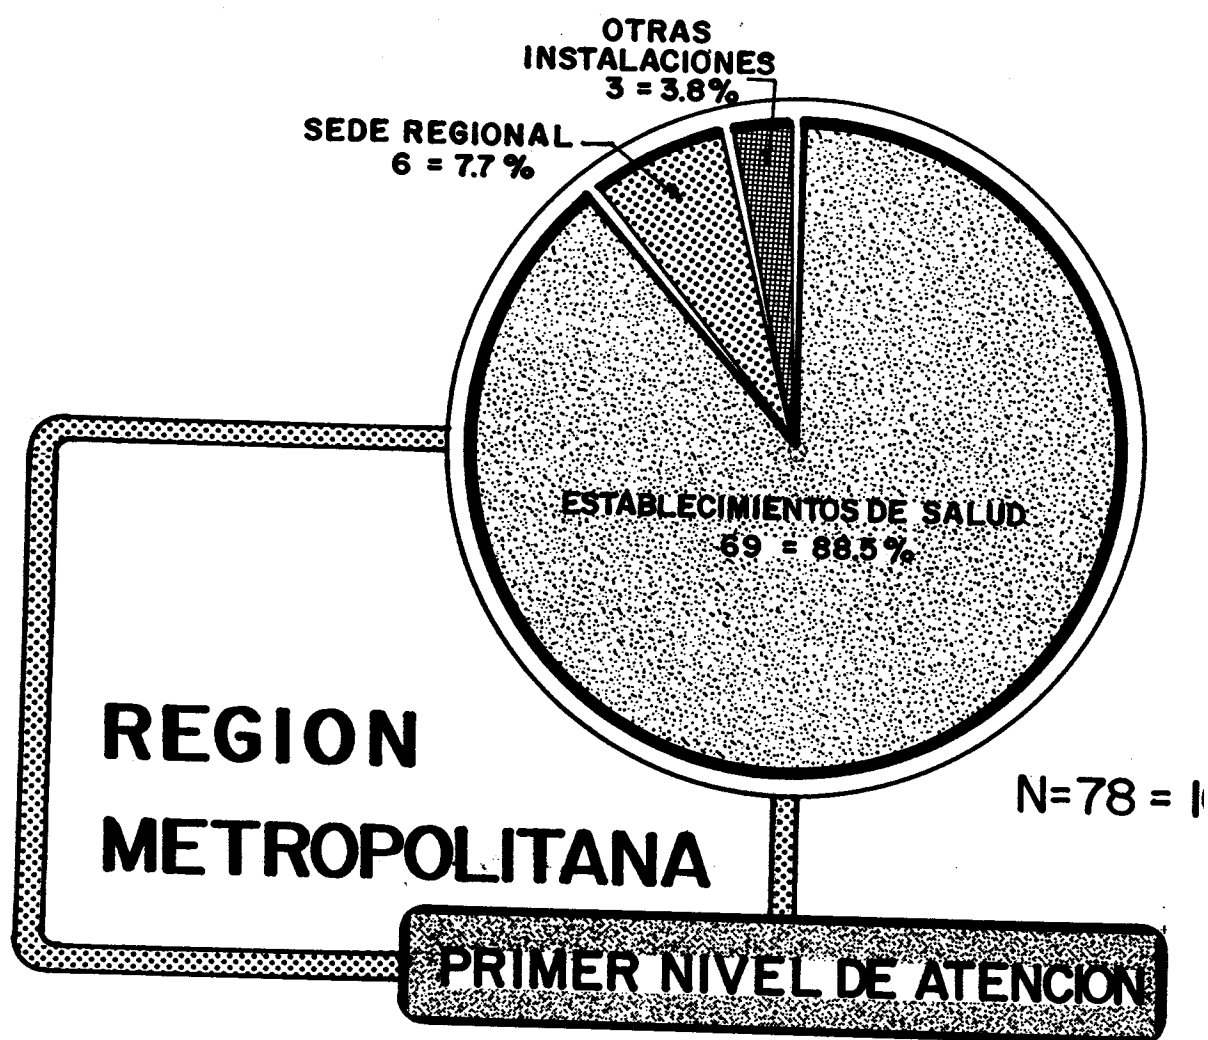 OTRAS
INSTALACIONES
3 = 3.8%
SEDE REGIONAL
6 = 7.7 %
ESTABLECIMIENTOS DE SALUD
69 = 88.5%
REGION
METROPOLITANA
N=78 =
PRIMER NIVEL DE ATENCION